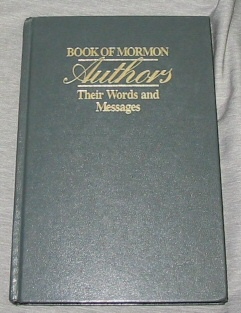 BOOK OF MORMON
Authors
Their Words and
Messages